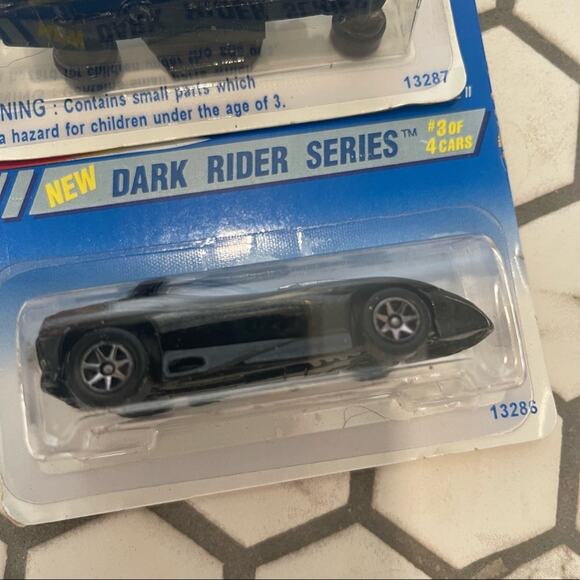 13287
NING : Contains small parts which
a hazard for children under the age of 3.
NEW DARK RIDER SERIES™ #3 OF
4 CARS
13286